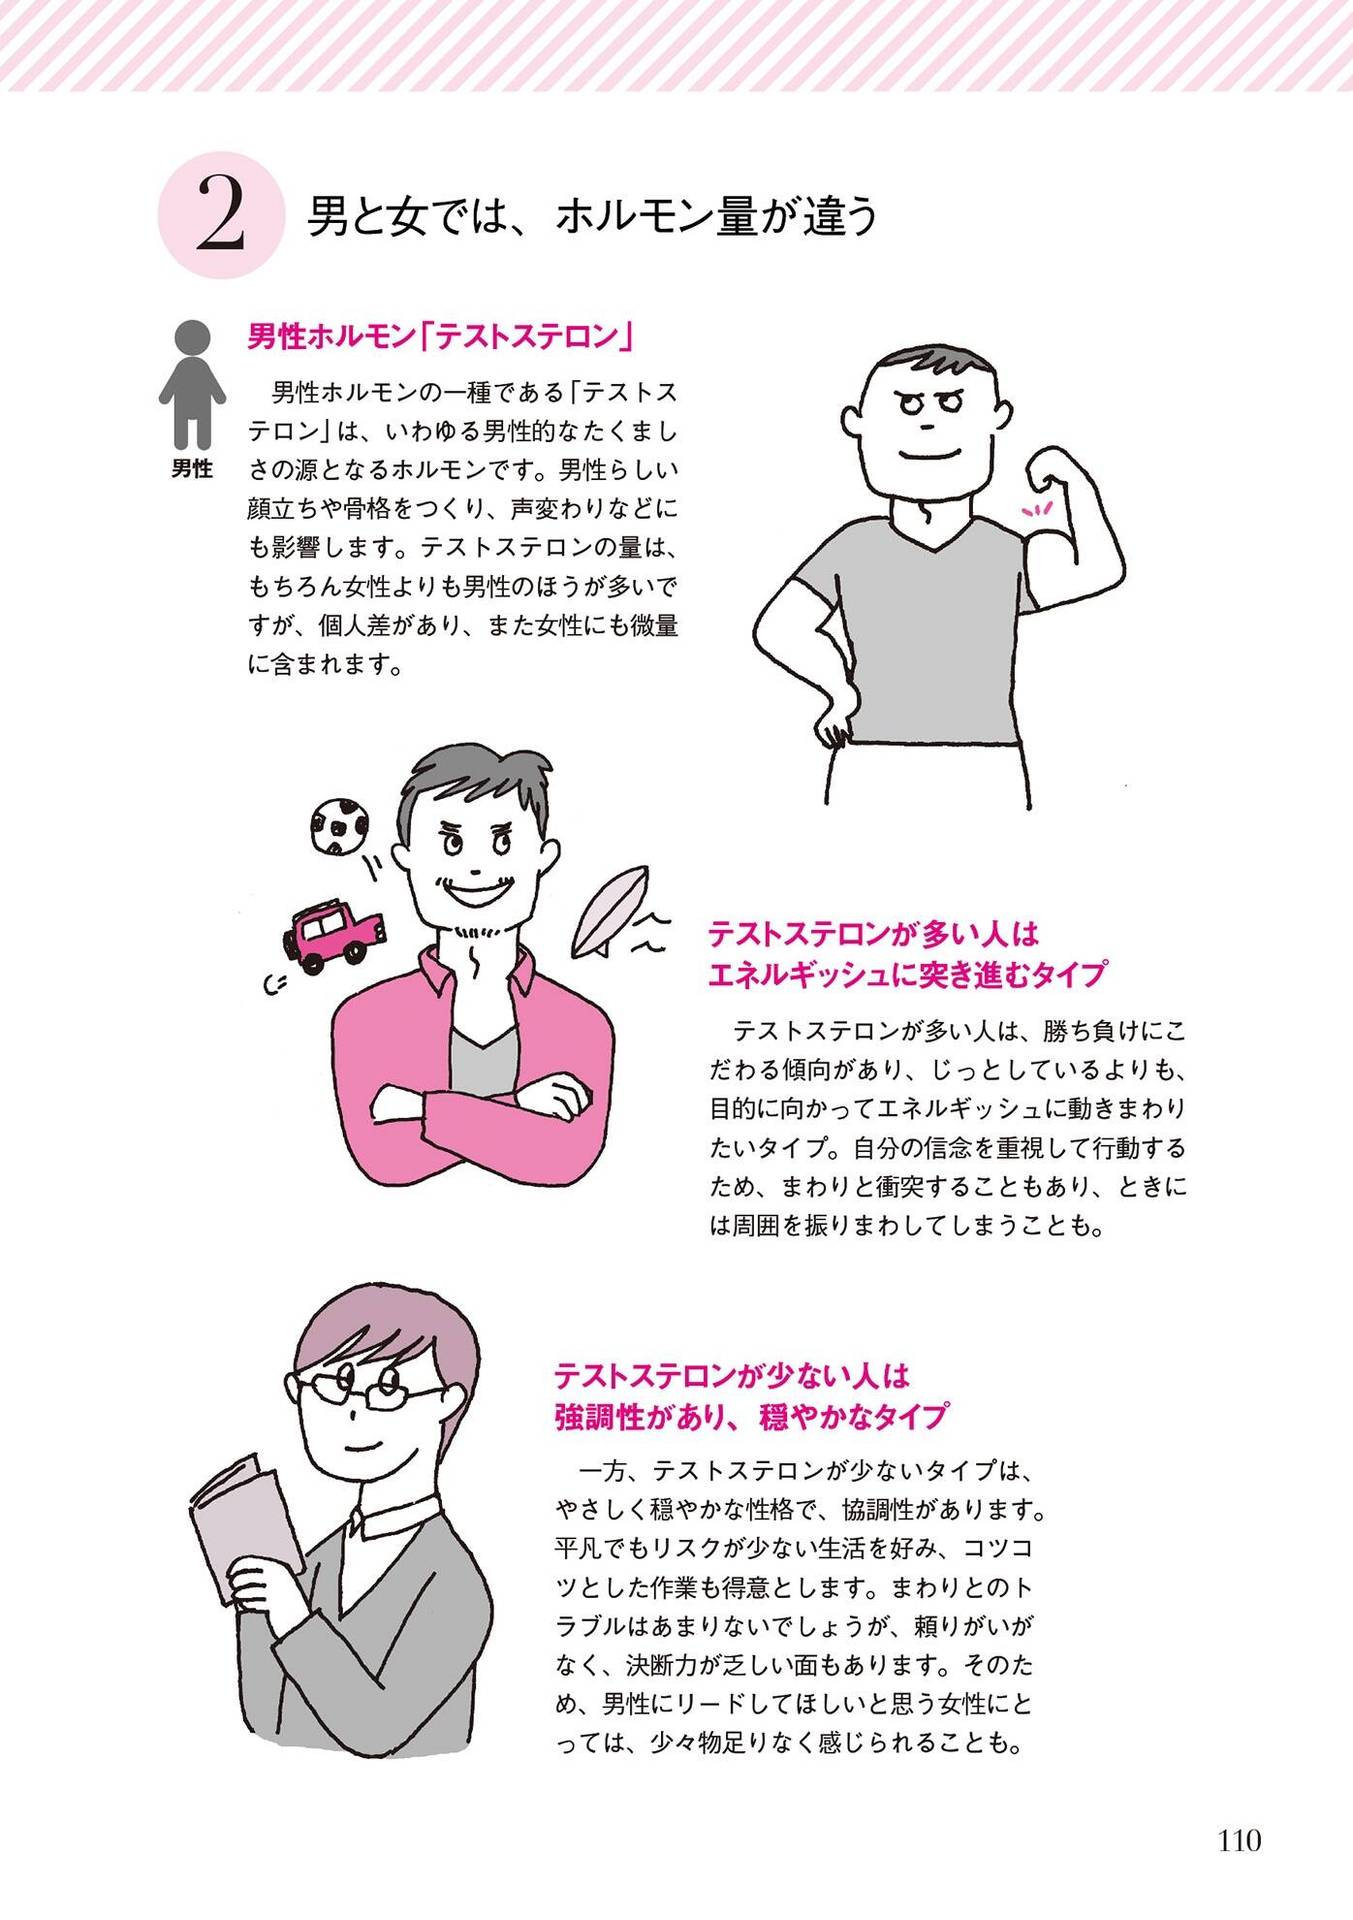 2
男と女では、ホルモン量が違う
男性
男性ホルモン「テストステロン」
男性ホルモンの一種である「テストス
テロン」は、いわゆる男性的なたくまし
さの源となるホルモンです。男性らしい
顔立ちや骨格をつくり、声変わりなどに
も影響します。テストステロンの量は、
もちろん女性よりも男性のほうが多いで
すが、個人差があり、また女性にも微量
に含まれます。
テストステロンが多い人は
エネルギッシュに突き進むタイプ
テストステロンが多い人は、勝ち負けにこ
だわる傾向があり、じっとしているよりも、
目的に向かってエネルギッシュに動きまわり
たいタイプ。自分の信念を重視して行動する
ため、まわりと衝突することもあり、ときに
は周囲を振りまわしてしまうことも。
テストステロンが少ない人は
強調性があり、穏やかなタイプ
一方、テストステロンが少ないタイプは、
やさしく穏やかな性格で、協調性があります。
平凡でもリスクが少ない生活を好み、コツコ
ツとした作業も得意とします。まわりとのト
ラブルはあまりないでしょうが、頼りがいが
なく、決断力が乏しい面もあります。そのた
め、男性にリードしてほしいと思う女性にと
っては、少々物足りなく感じられることも。
110